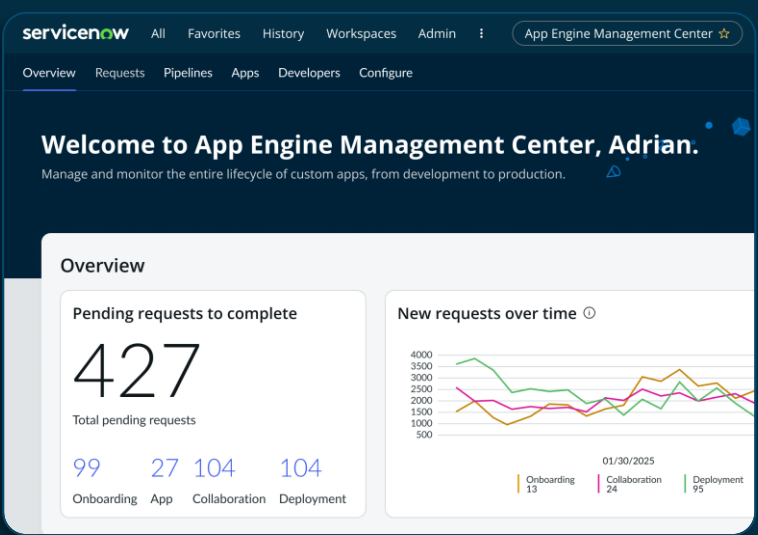 servicenow All Favorites History Workspaces Admin App Engine Management Center
Overview Requests Pipelines Apps Developers Configure
Welcome to App Engine Management Center, Adrian.
Manage and monitor the entire lifecycle of custom apps, from development to production.
Overview
Pending requests to complete
427
Total pending requests
99 27 104 104
Onboarding App Collaboration Deployment
New requests over time
4000
3500
3000
2500
2000
1500
1000
500
01/30/2025
Onboarding Collaboration Deployment
13 24 95